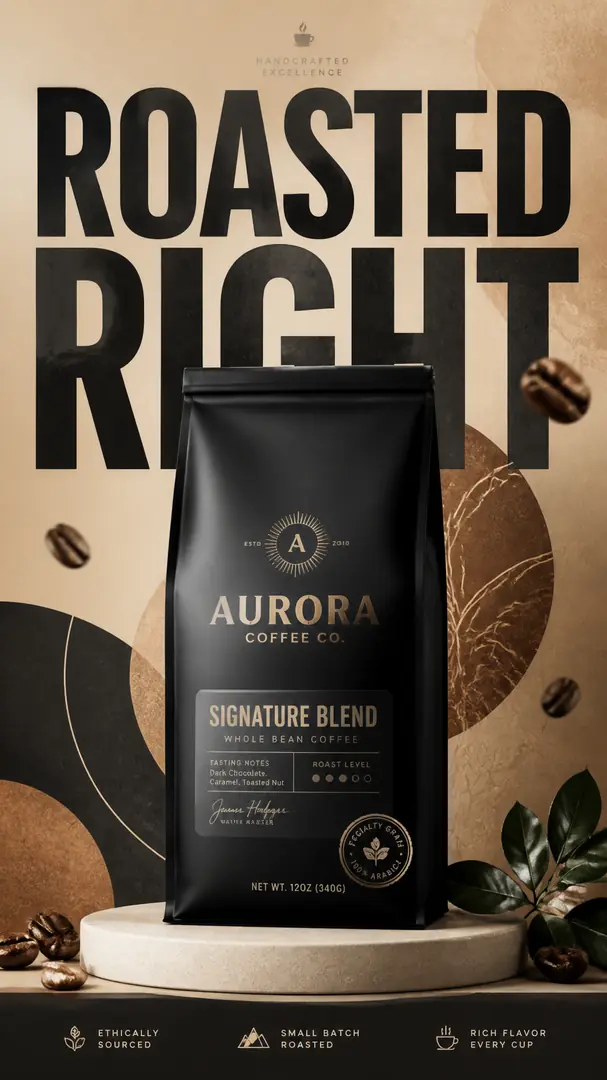 HANDCRAFTED
EXCELLENCE
ROASTED
RIGHT
ESTD A 2010
AURORA
COFFEE CO.
SIGNATURE BLEND
WHOLE BEAN COFFEE
TASTING NOTES
Dark Chocolate,
Caramel, Toasted Nut
ROAST LEVEL
100% ARABIC
NET. WT. 12OZ (340G)
ETHICALLY
SOURCED
SMALL BATCH
ROASTED
RICH FLAVOR
EVERY CUP